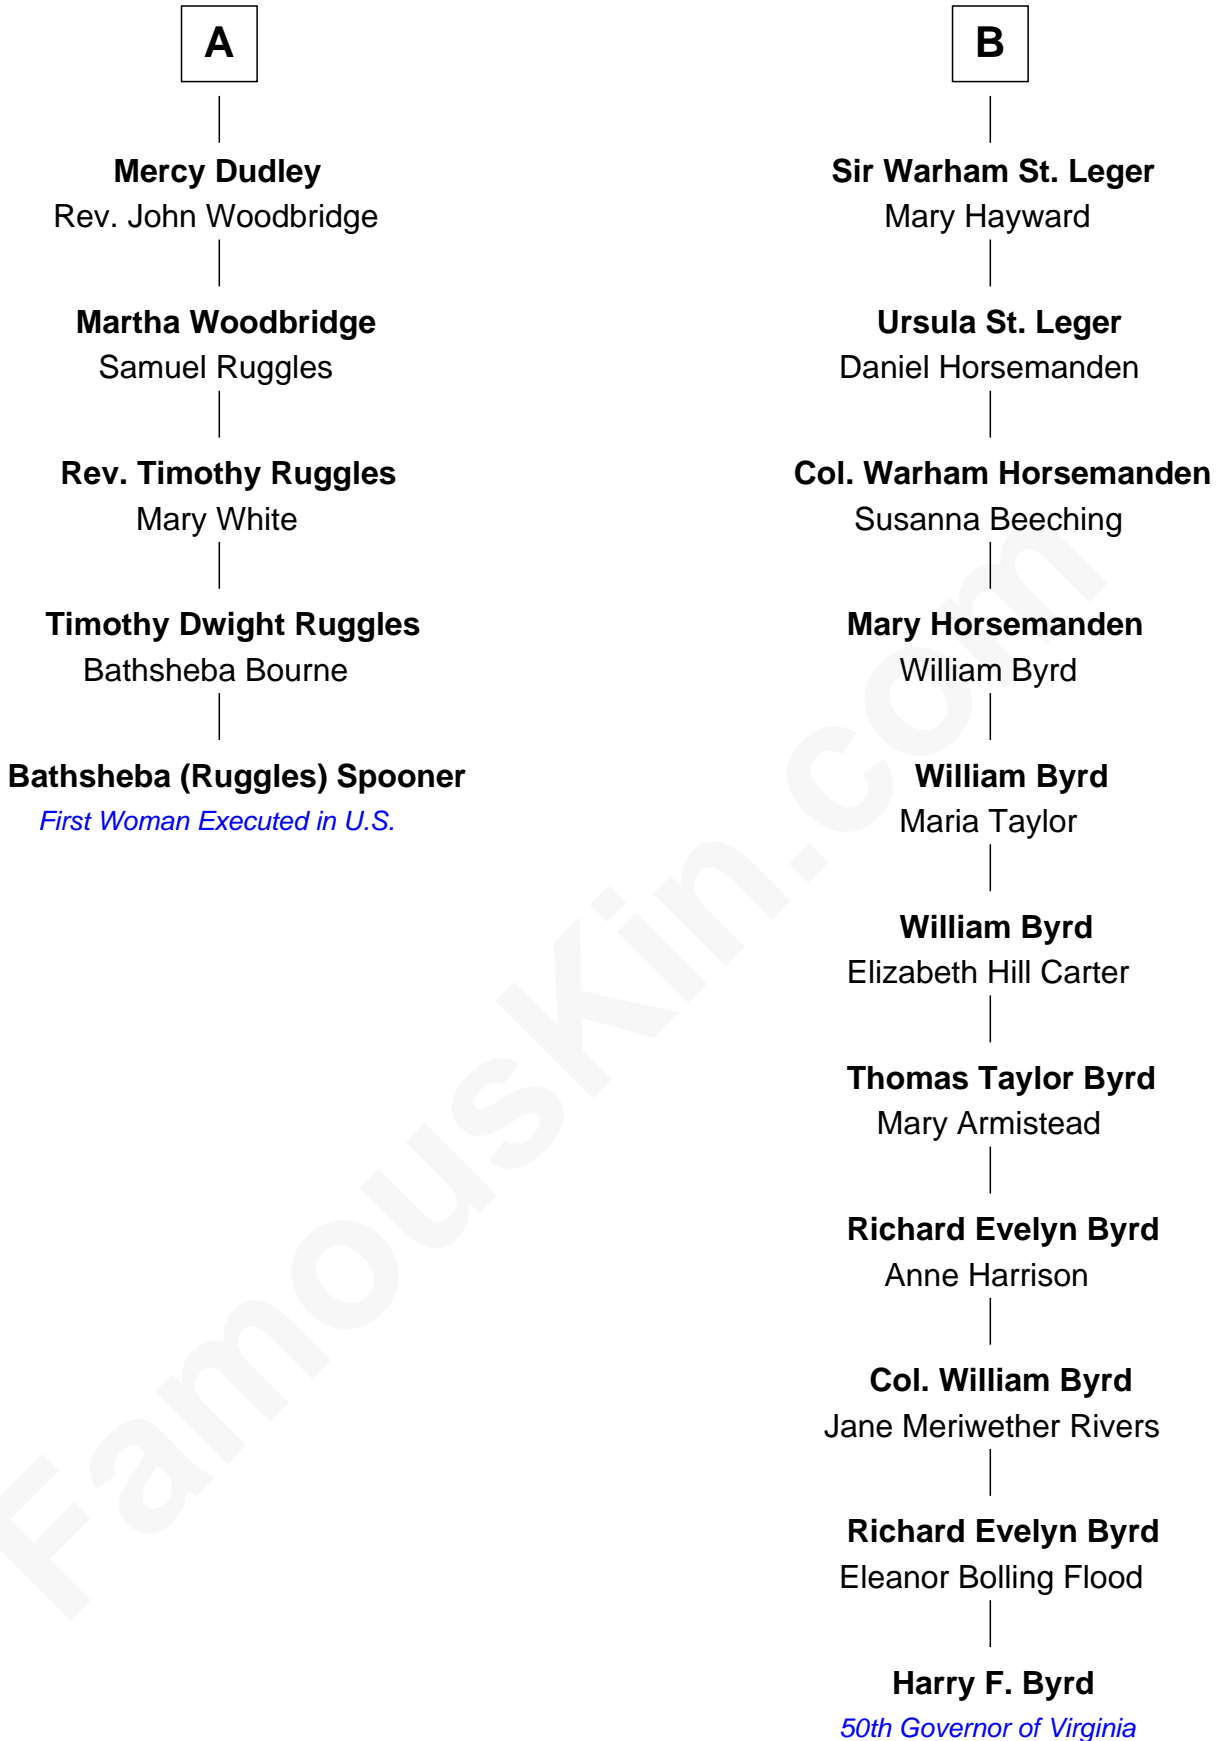 A
Mercy Dudley
Rev. John Woodbridge
Martha Woodbridge
Samuel Ruggles
Rev. Timothy Ruggles
Mary White
Timothy Dwight Ruggles
Bathsheba Bourne
Bathsheba (Ruggles) Spooner
First Woman Executed in U.S.
B
Sir Warham St. Leger
Mary Hayward
Ursula St. Leger
Daniel Horsemanden
Col. Warham Horsemanden
Susanna Beeching
Mary Horsemanden
William Byrd
William Byrd
Maria Taylor
William Byrd
Elizabeth Hill Carter
Thomas Taylor Byrd
Mary Armistead
Richard Evelyn Byrd
Anne Harrison
Col. William Byrd
Jane Meriwether Rivers
Richard Evelyn Byrd
Eleanor Bolling Flood
Harry F. Byrd
50th Governor of Virginia
FamousKin.com